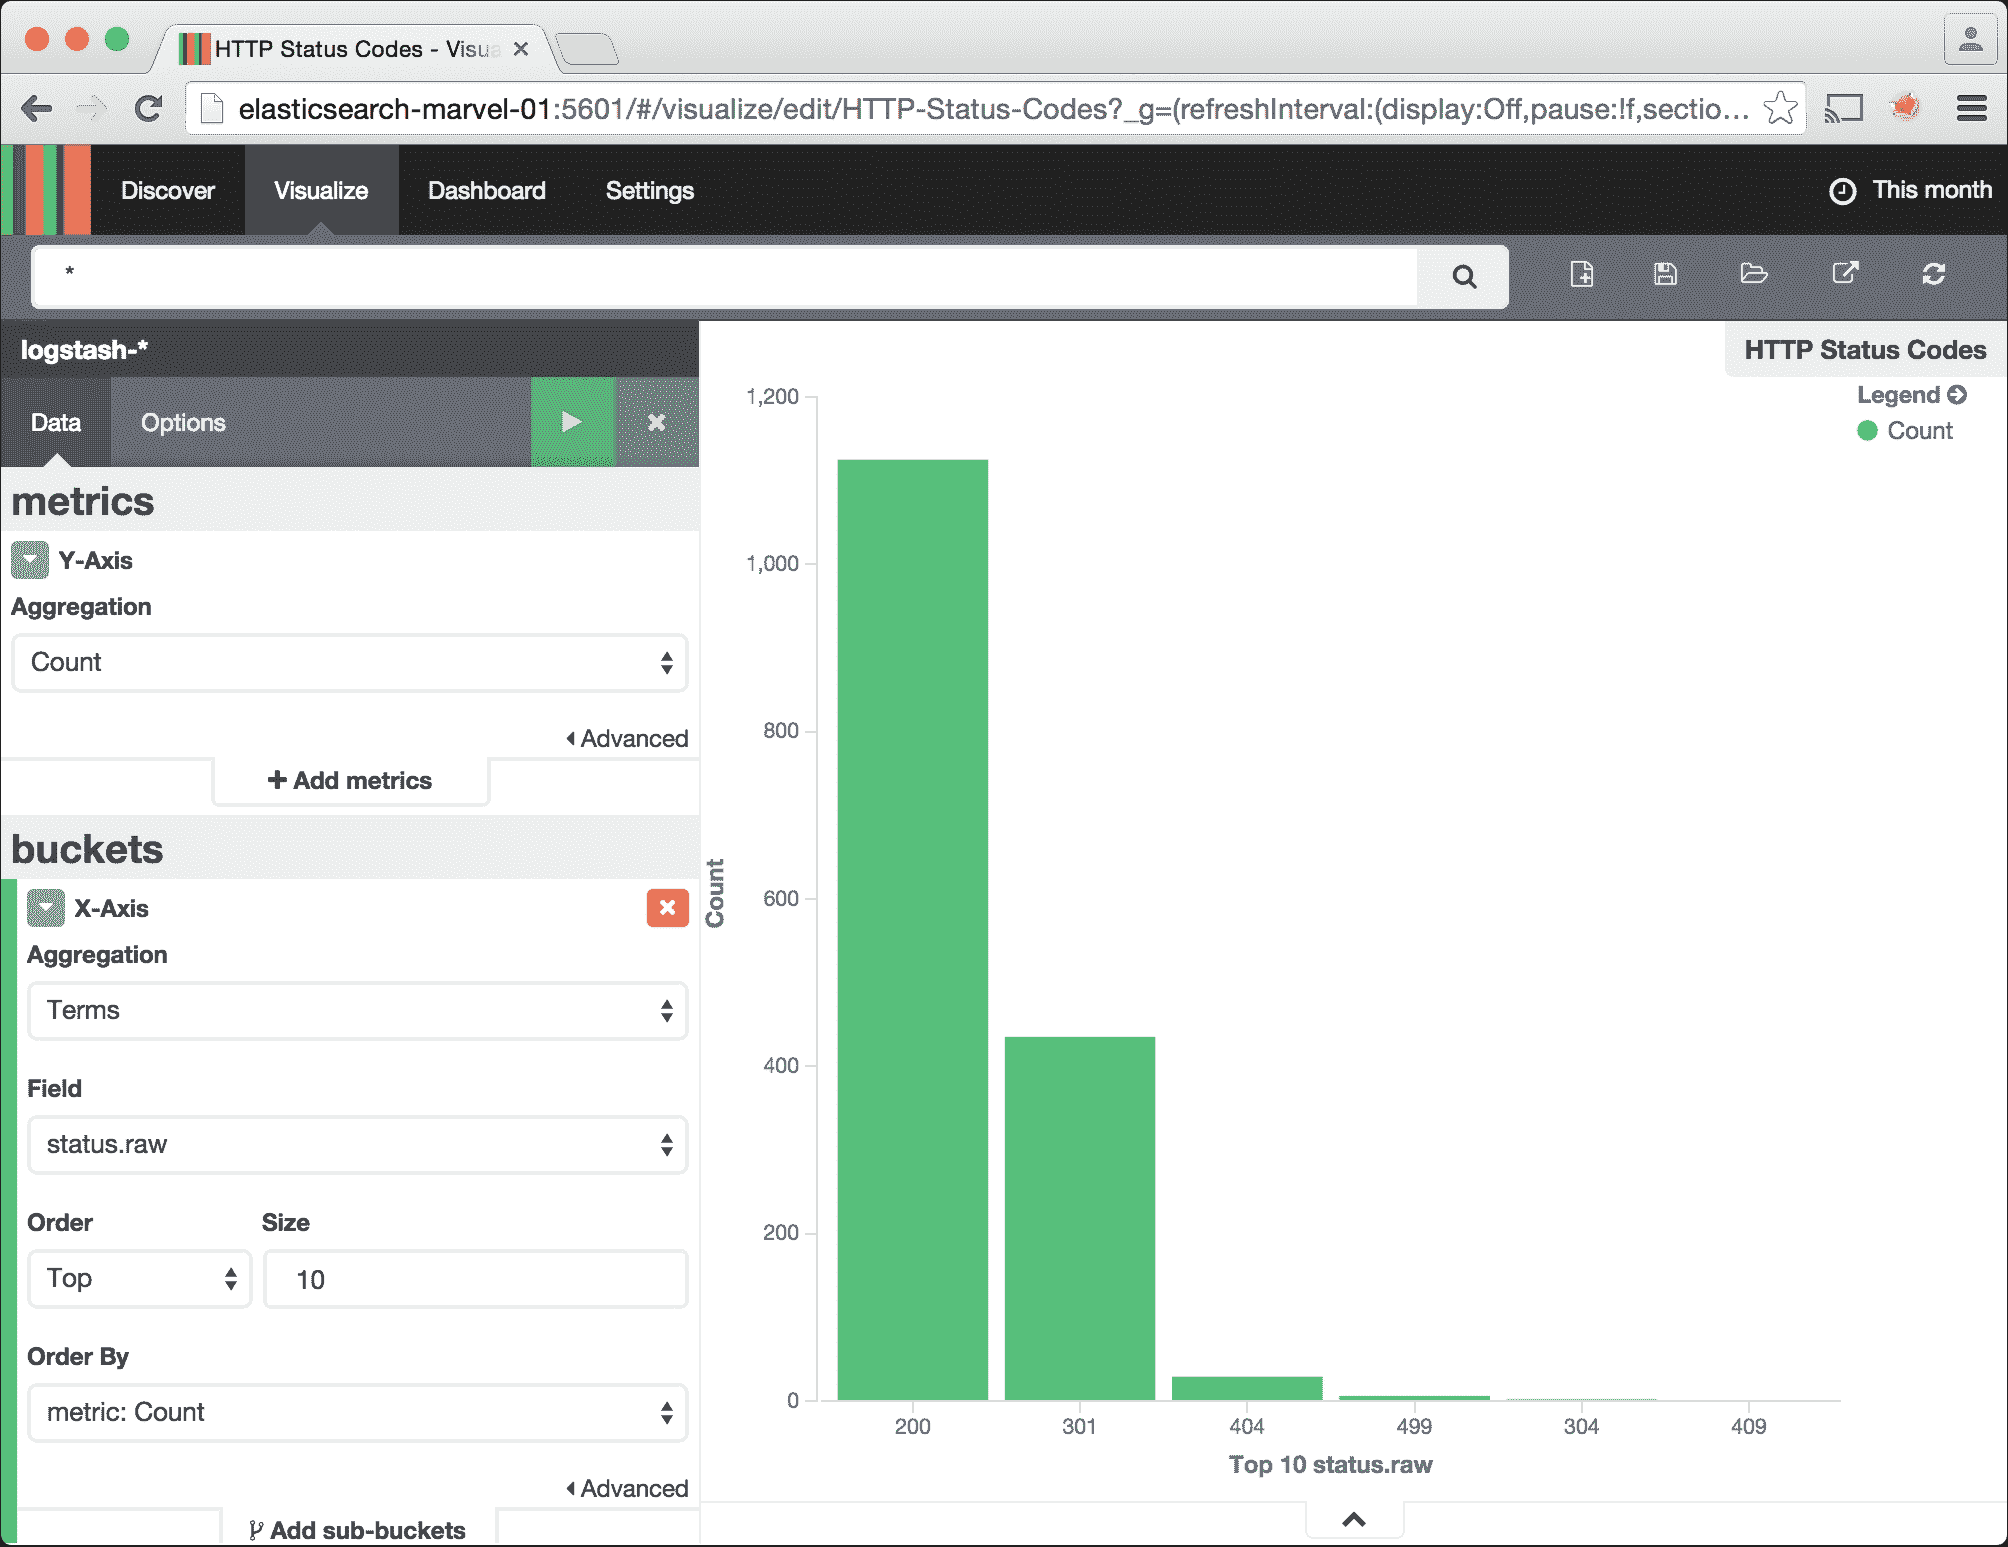 HTTP Status Codes - Visua
elasticsearch-marvel-01:5601/#/visualize/edit/HTTP-Status-Codes?_g=(refreshInterval:(display:Off,pause:!f,sectio...
Discover Visualize Dashboard Settings This month
*
logstash-*
HTTP Status Codes
Data Options
Legend
Count
metrics
Y-Axis
Aggregation
Count
Advanced
Add metrics
buckets
X-Axis
Aggregation
Terms
Field
status.raw
Order Size
Top 10
Order By
metric: Count
Advanced
Add sub-buckets
1,200
1,000
800
600
400
200
0
Count
200 301 404 499 304 409
Top 10 status.raw